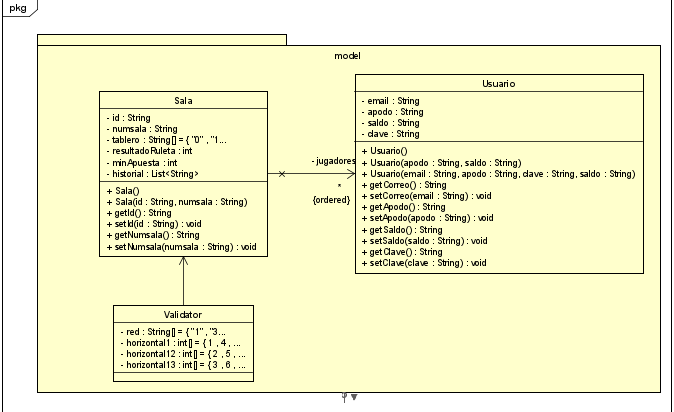 pkg
model
Sala
- id : String
- numsala : String
- tablero : String[] = { "0" , "1...
- resultadoRuleta : int
- minApuesta : int
- historial : List<String>
+ Sala()
+ Sala(id : String, numsala : String)
+ getId() : String
+ setId(id : String) : void
+ getNumsala() : String
+ setNumsala(numsala : String) : void
- jugadores
*
{ordered}
Usuario
- email : String
- apodo : String
- saldo : String
- clave : String
+ Usuario()
+ Usuario(apodo : String, saldo : String)
+ Usuario(email : String, apodo : String, clave : String, saldo : String)
+ getCorreo() : String
+ setCorreo(email : String) : void
+ getApodo() : String
+ setApodo(apodo : String) : void
+ getSaldo() : String
+ setSaldo(saldo : String) : void
+ getClave() : String
+ setClave(clave : String) : void
Validator
- red : String[] = { "1" , "3...
- horizontal1 : int[] = { 1 , 4 , ...
- horizontal12 : int[] = { 2 , 5 , ...
- horizontal13 : int[] = { 3 , 6 , ...